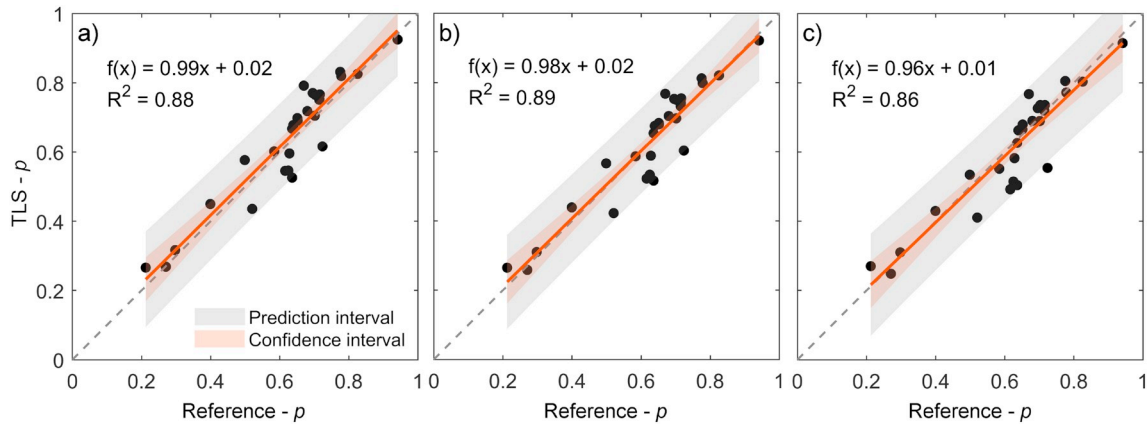 a)
f(x) = 0.99x + 0.02
R² = 0.88
Prediction interval
Confidence interval
TLS - p
1
0.8
0.6
0.4
0.2
0
0 0.2 0.4 0.6 0.8
Reference - p
b)
f(x) = 0.98x + 0.02
R² = 0.89
0 0.2 0.4 0.6 0.8
Reference - p
c)
f(x) = 0.96x + 0.01
R² = 0.86
0 0.2 0.4 0.6 0.8 1
Reference - p